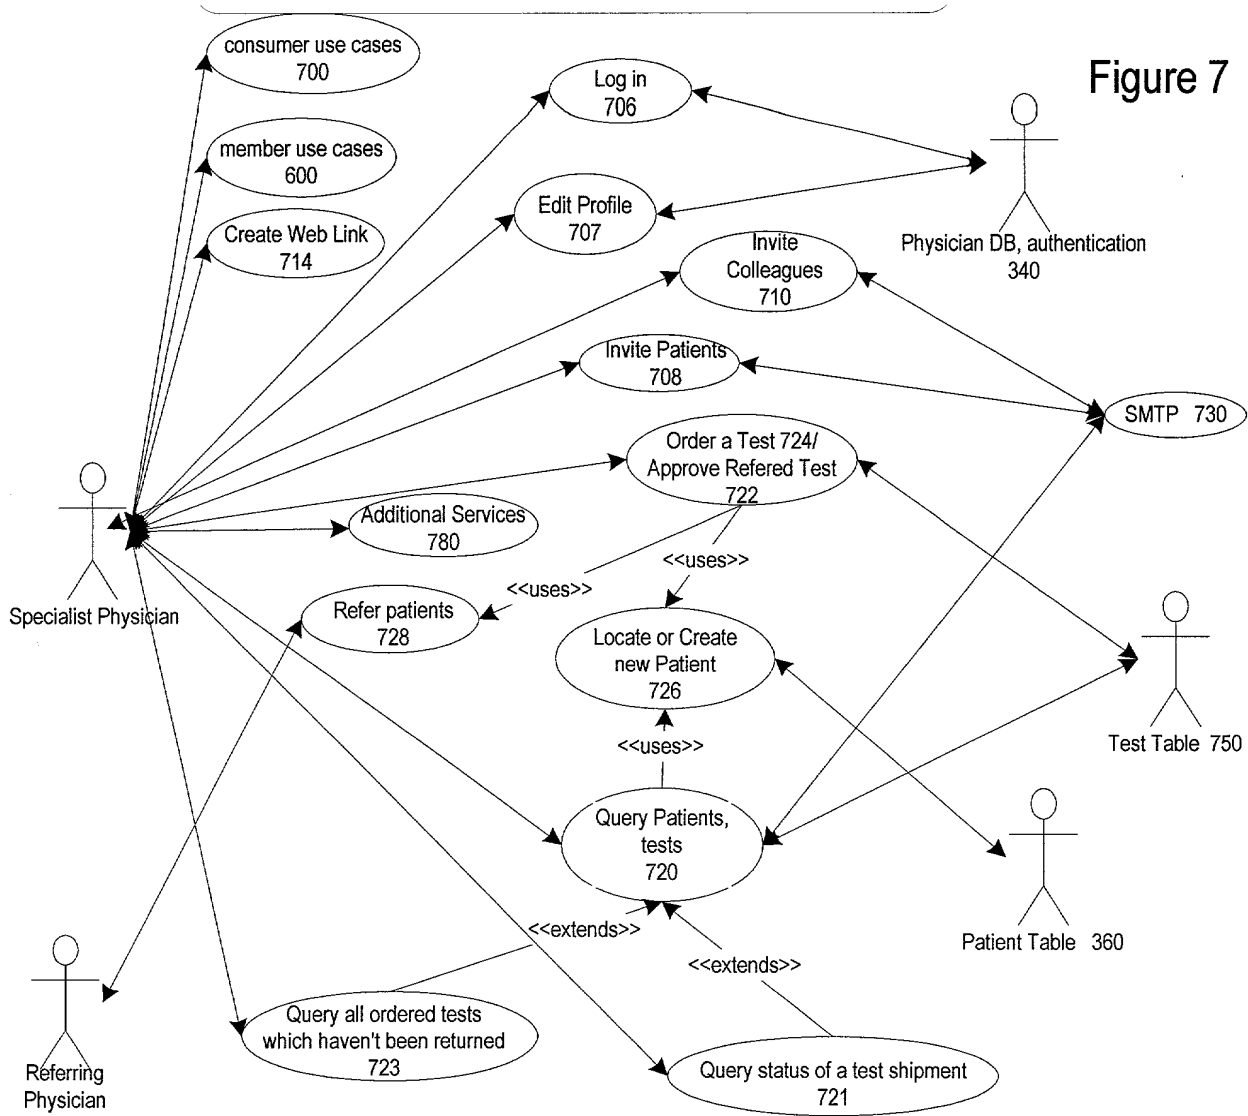 consumer use cases
700
Log in
706
Figure 7
member use cases
600
Edit Profile
707
Create Web Link
714
Physician DB, authentication
340
Invite
Colleagues
710
Invite Patients
708
SMTP 730
Order a Test 724/
Approve Refered Test
722
Additional Services
780
<<uses>>
<<uses>>
Specialist Physician
Refer patients
728
Locate or Create
new Patient
726
Test Table 750
<<uses>>
Query Patients,
tests
720
<<extends>>
Patient Table 360
<<extends>>
Query all ordered tests
which haven't been returned
723
Query status of a test shipment
721
Referring
Physician